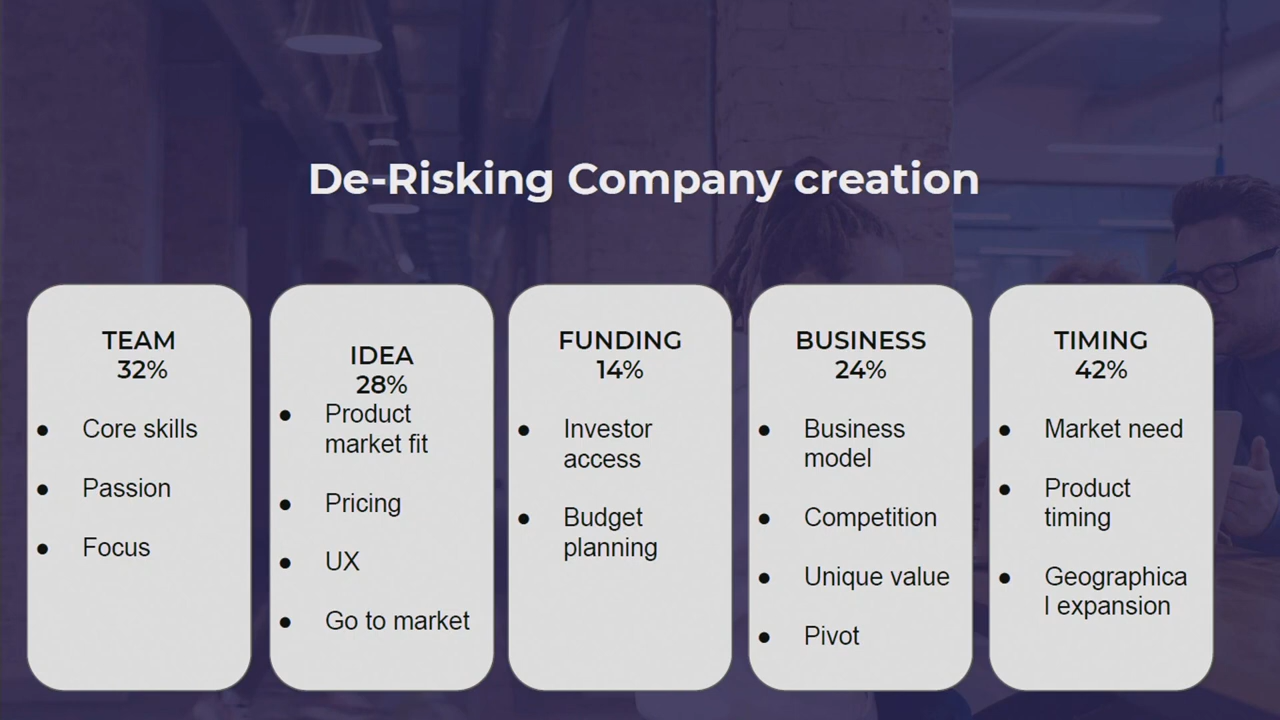 De-Risking Company creation
TEAM
32%
● Core skills
● Passion
● Focus
IDEA
28%
● Product
market fit
● Pricing
● UX
● Go to market
FUNDING
14%
● Investor
access
● Budget
planning
BUSINESS
24%
● Business
model
● Competition
● Unique value
● Pivot
TIMING
42%
● Market need
● Product
timing
● Geographica
l expansion